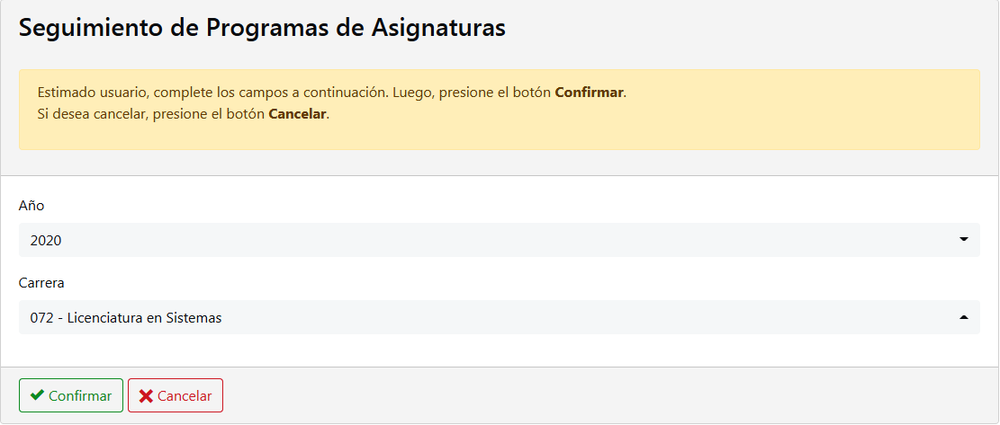 Seguimiento de Programas de Asignaturas
Estimado usuario, complete los campos a continuación. Luego, presione el botón Confirmar.
Si desea cancelar, presione el botón Cancelar.
Año
2020
Carrera
072 - Licenciatura en Sistemas
Confirmar Cancelar